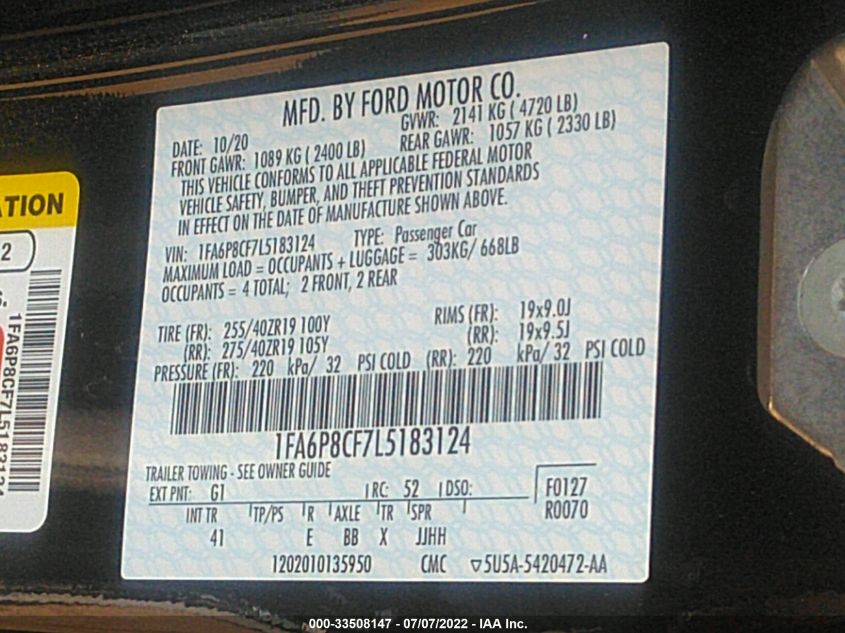 MFD. BY FORD MOTOR CO.
DATE: 10/20 GVWR: 2141 KG ( 4720 LB)
FRONT GAWR: 1089 KG ( 2400 LB) REAR GAWR: 1057 KG ( 2330 LB)
THIS VEHICLE CONFORMS TO ALL APPLICABLE FEDERAL MOTOR
VEHICLE SAFETY, BUMPER, AND THEFT PREVENTION STANDARDS
IN EFFECT ON THE DATE OF MANUFACTURE SHOWN ABOVE.
VIN: 1FA6P8CF7L5183124 TYPE: Passenger Car
MAXIMUM LOAD = OCCUPANTS + LUGGAGE = 303KG/ 668LB
OCCUPANTS = 4 TOTAL; 2 FRONT, 2 REAR
TIRE (FR): 255/40ZR19 100Y RIMS (FR): 19x9.0J
(RR): 275/40ZR19 105Y (RR): 19x9.5J
PRESSURE (FR): 220 kPa/ 32 PSI COLD (RR): 220 kPa/ 32 PSI COLD
1FA6P8CF7L5183124
TRAILER TOWING - SEE OWNER GUIDE
EXT PNT: G1 RC: 52 DSO: F0127
INT TR TP/PS R AXLE TR SPR R0070
41 E BB X JJHH
1202010135950 CMC ▽5U5A-5420472-AA
ATION
2
1FA6P8CF7L5183124
000-33508147 - 07/07/2022 - IAA Inc.